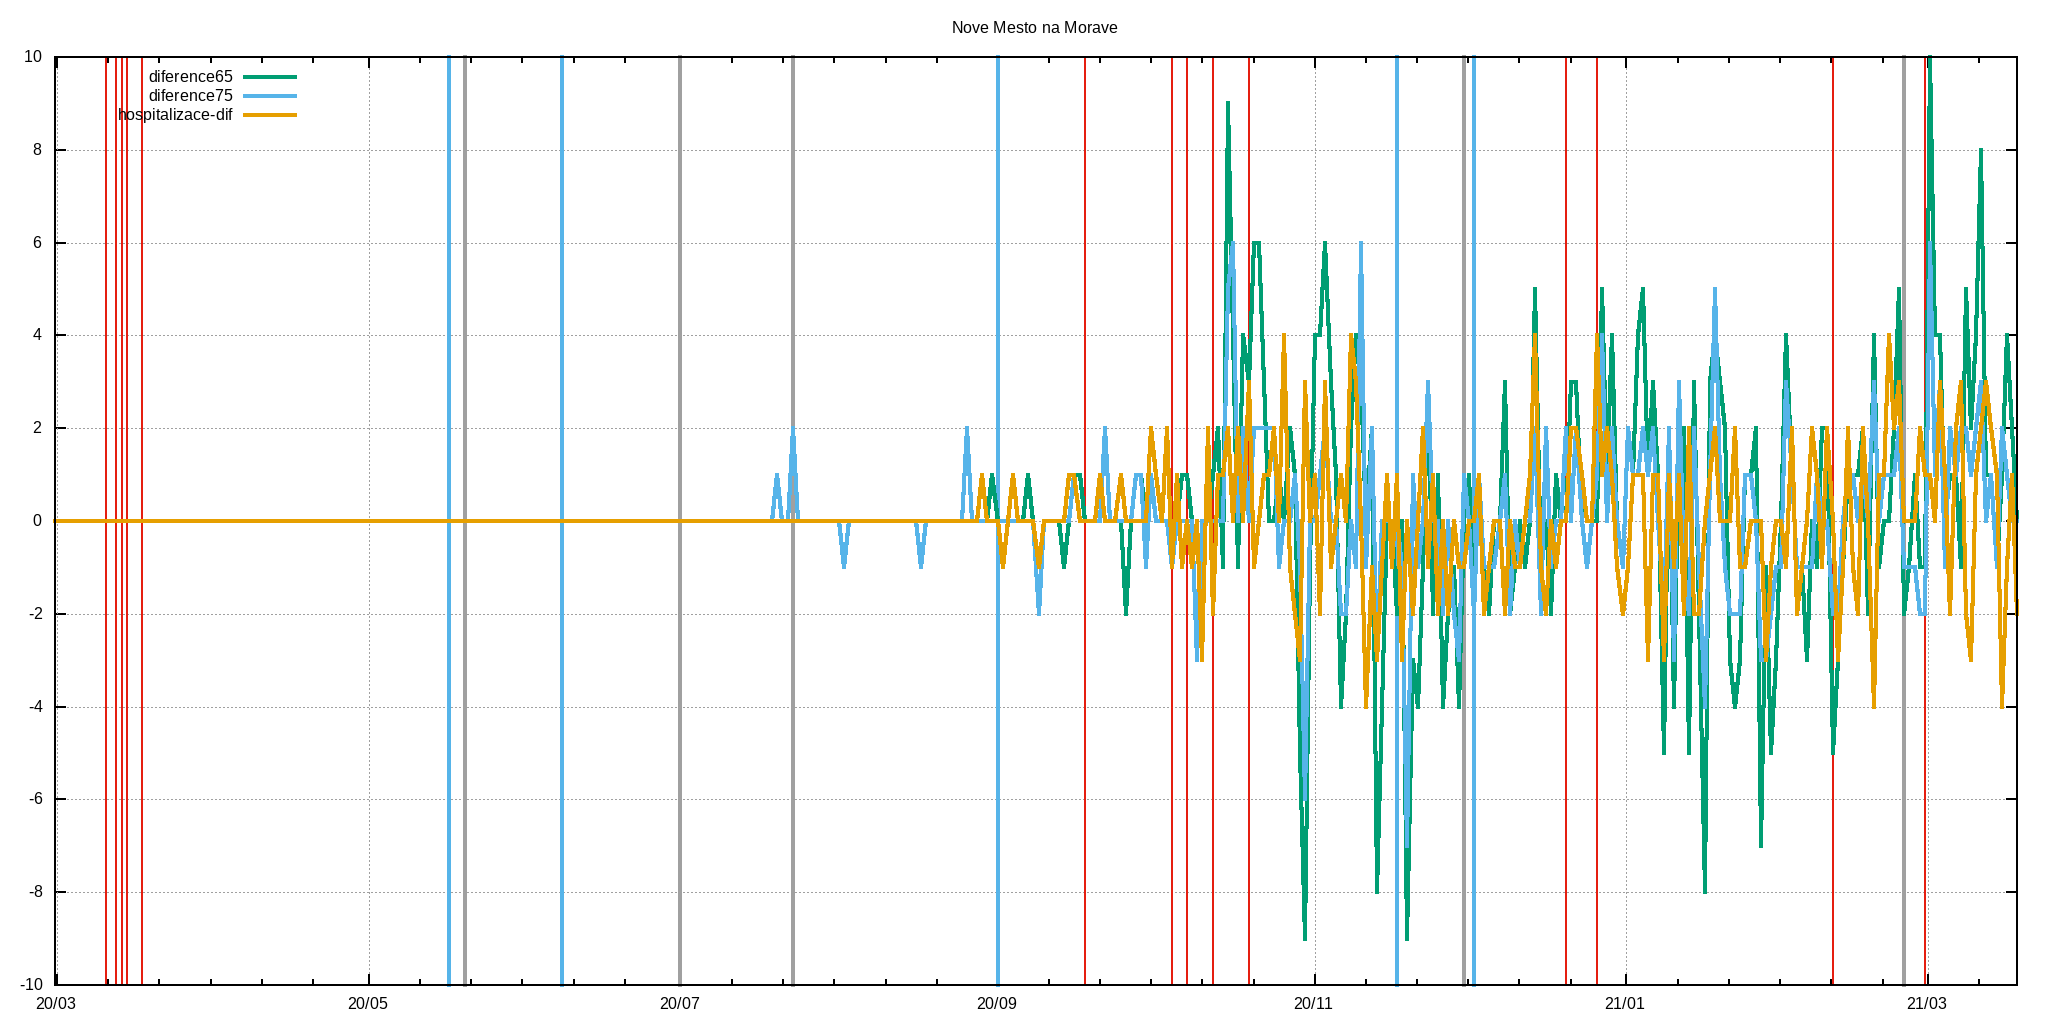 Nove Mesto na Morave
10
diference65
diference75
hospitalizace-dif
8
6
4
2
0
-2
-4
-6
-8
-10
20/03 20/05 20/07 20/09 20/11 21/01 21/03